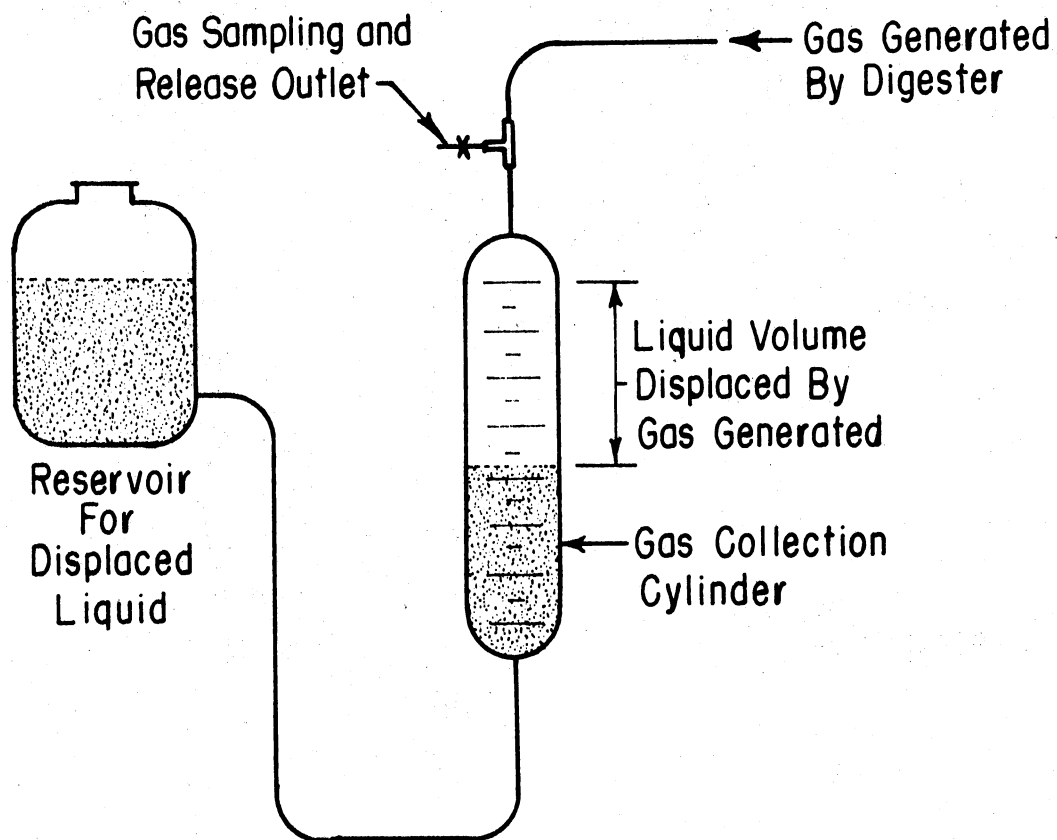 Gas Sampling and
Release Outlet
Gas Generated
By Digester
Liquid Volume
Displaced By
Gas Generated
Reservoir
For
Displaced
Liquid
Gas Collection
Cylinder